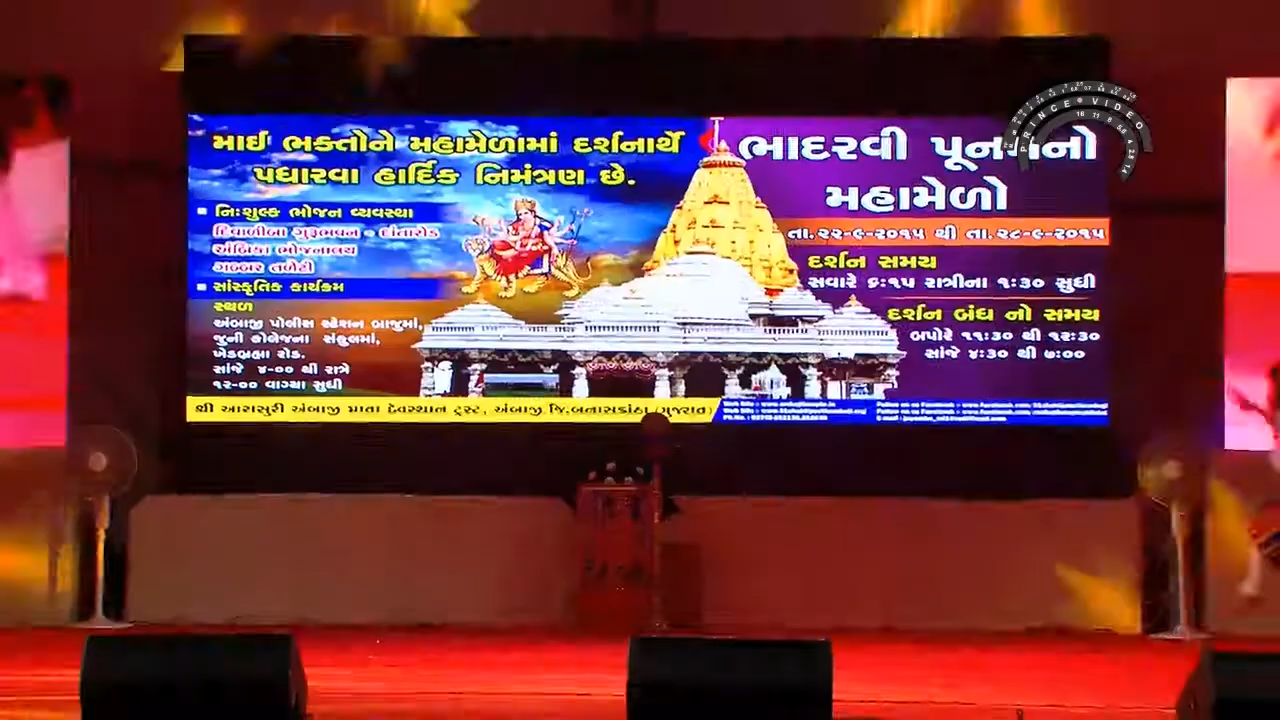 માઈ ભક્તોને મહામેળામાં દર્શનાર્થે
પધારવા હાર્દિક નિમંત્રણ છે.
નિઃશુલ્ક ભોજન વ્યવસ્થા
દિવાળીબા ગુરૂભવન - દાંતારોડ
અંબિકા ભોજનાલય
ગબ્બર તળેટી
સાંસ્કૃતિક કાર્યક્રમ
સ્થળ
અંબાજી પોલીસ સ્ટેશન બાજુમાં,
જુની કોલેજના સંકુલમાં,
ખેડબ્રહ્મા રોડ.
સાંજે ૪-૦૦ થી રાત્રે
૧૨-૦૦ વાગ્યા સુધી
ભાદરવી પૂનમનો
મહામેળો
તા.૨૨-૯-૨૦૧૫ થી તા.૨૮-૯-૨૦૧૫
દર્શન સમય
સવારે ૬:૧૫ રાત્રીના ૧:૩૦ સુધી
દર્શન બંધ નો સમય
બપોરે ૧૧:૩૦ થી ૧૨:૩૦
સાંજે ૪:૩૦ થી ૭:૦૦
શ્રી આરાસુરી અંબાજી માતા દેવસ્થાન ટ્રસ્ટ, અંબાજી જિ.બનાસકાંઠા (ગુજરાત)
PRINCE VIDEO